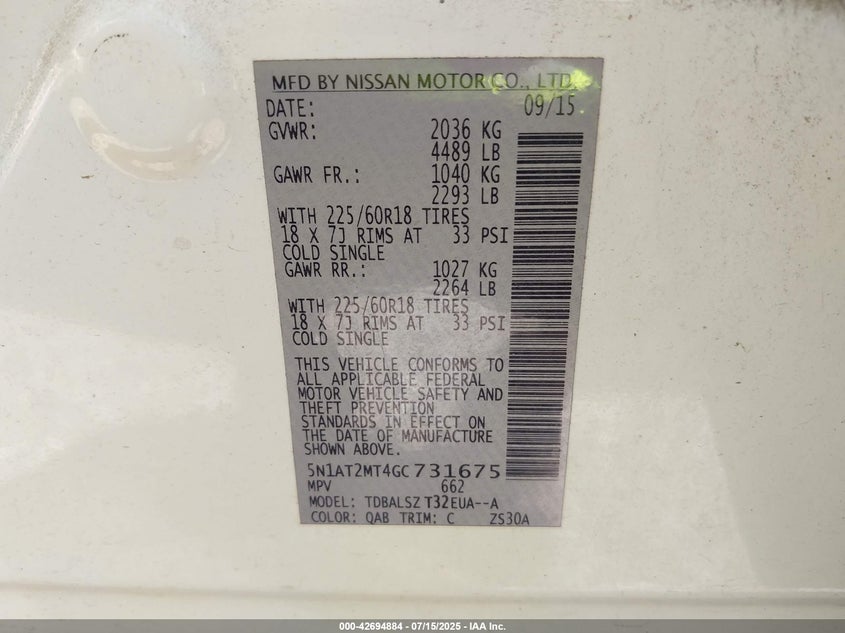 MFD BY NISSAN MOTOR CO., LTD.
DATE: 09/15
GVWR: 2036 KG
4489 LB
GAWR FR.: 1040 KG
2293 LB
WITH 225/60R18 TIRES
18 X 7J RIMS AT 33 PSI
COLD SINGLE
GAWR RR.: 1027 KG
2264 LB
WITH 225/60R18 TIRES
18 X 7J RIMS AT 33 PSI
COLD SINGLE
THIS VEHICLE CONFORMS TO
ALL APPLICABLE FEDERAL
MOTOR VEHICLE SAFETY AND
THEFT PREVENTION
STANDARDS IN EFFECT ON
THE DATE OF MANUFACTURE
SHOWN ABOVE.
5N1AT2MT4GC731675
MPV 662
MODEL: TDBALSZ T32EUA--A
COLOR: QAB TRIM: C ZS30A
000-42694884 - 07/15/2025 - IAA Inc.